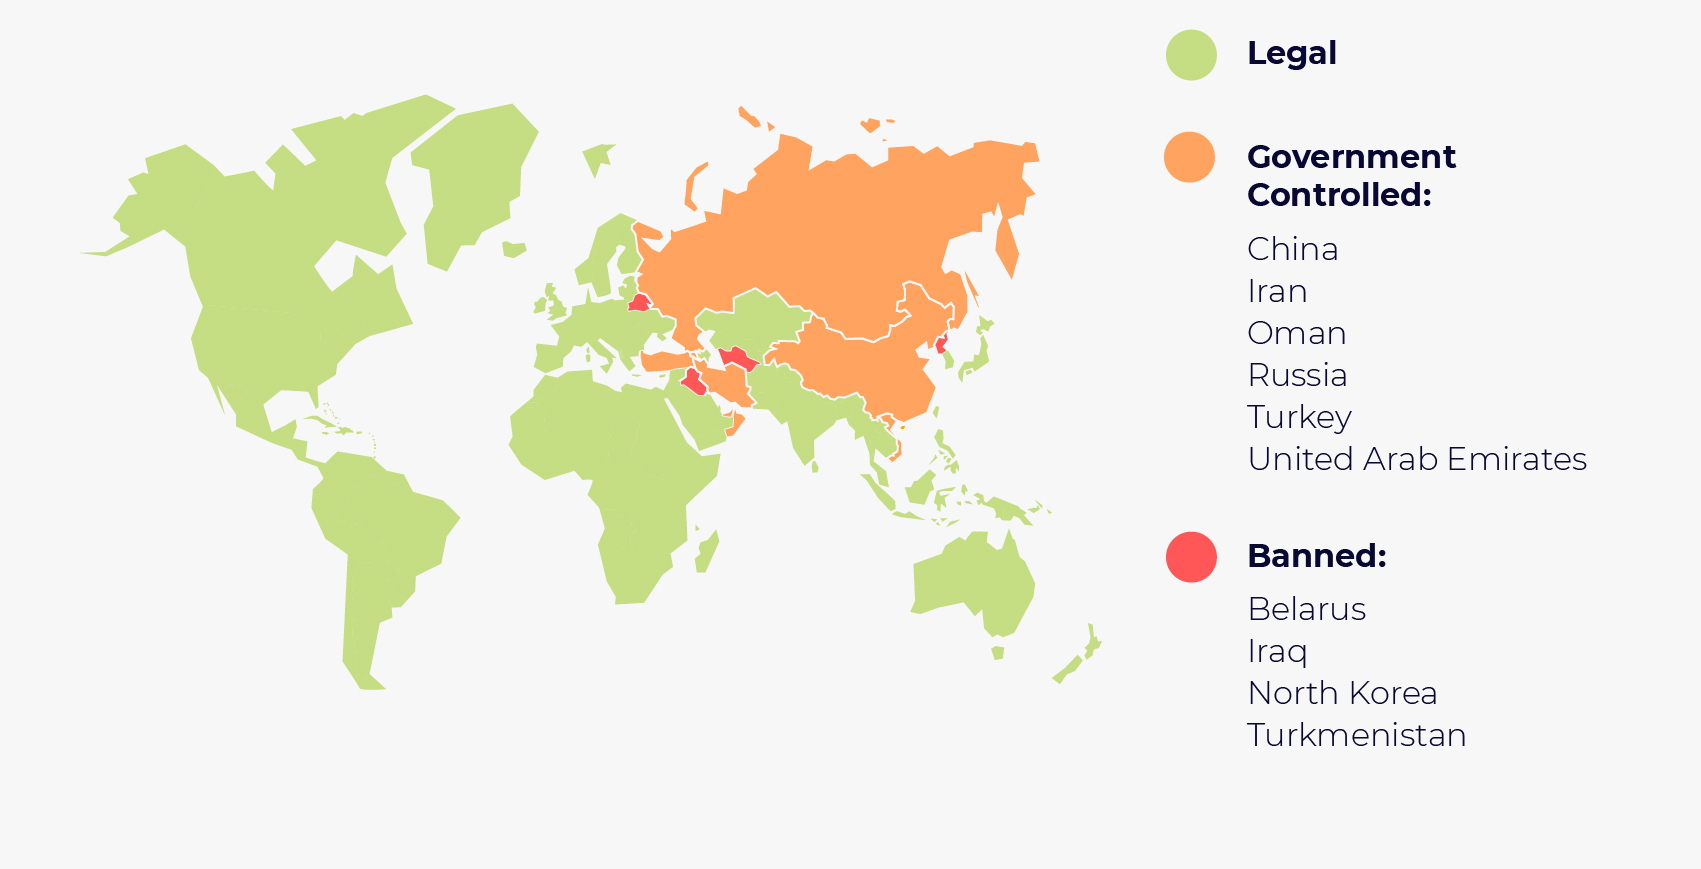 Legal
Government
Controlled:
China
Iran
Oman
Russia
Turkey
United Arab Emirates
Banned:
Belarus
Iraq
North Korea
Turkmenistan